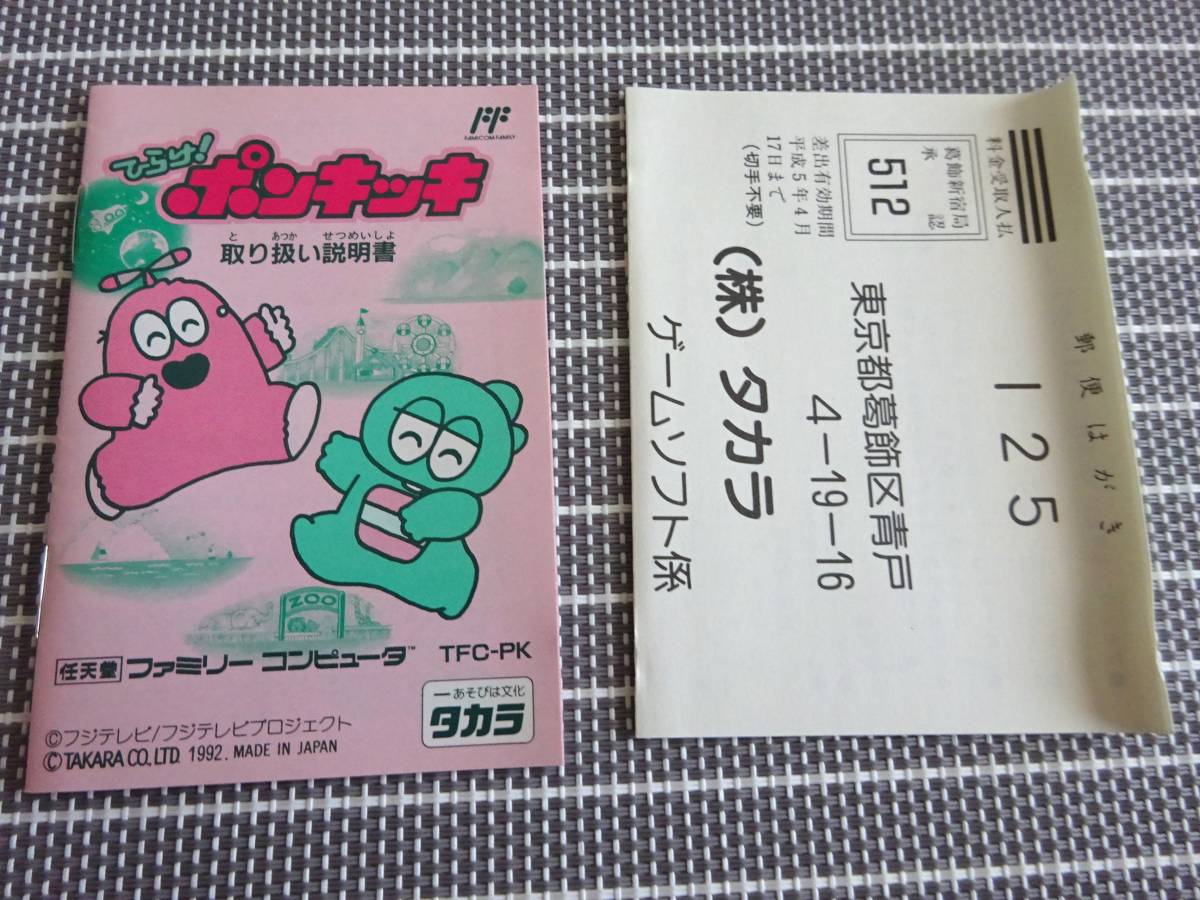 FAMICOM FAMILY
ひらけ!
ポンキッキ
と あつか せつめいしょ
取り扱い説明書
ZOO
任天堂 ファミリー コンピュータ™ TFC-PK
あそびは文化
タカラ
©フジテレビ/フジテレビプロジェクト
©TAKARA CO.,LTD. 1992. MADE IN JAPAN
郵便はがき
125
料金受取人払
葛飾新宿局
承認
512
差出有効期間
平成5年4月
17日まで
(切手不要)
東京都葛飾区青戸
4-19-16
(株)タカラ
ゲームソフト係